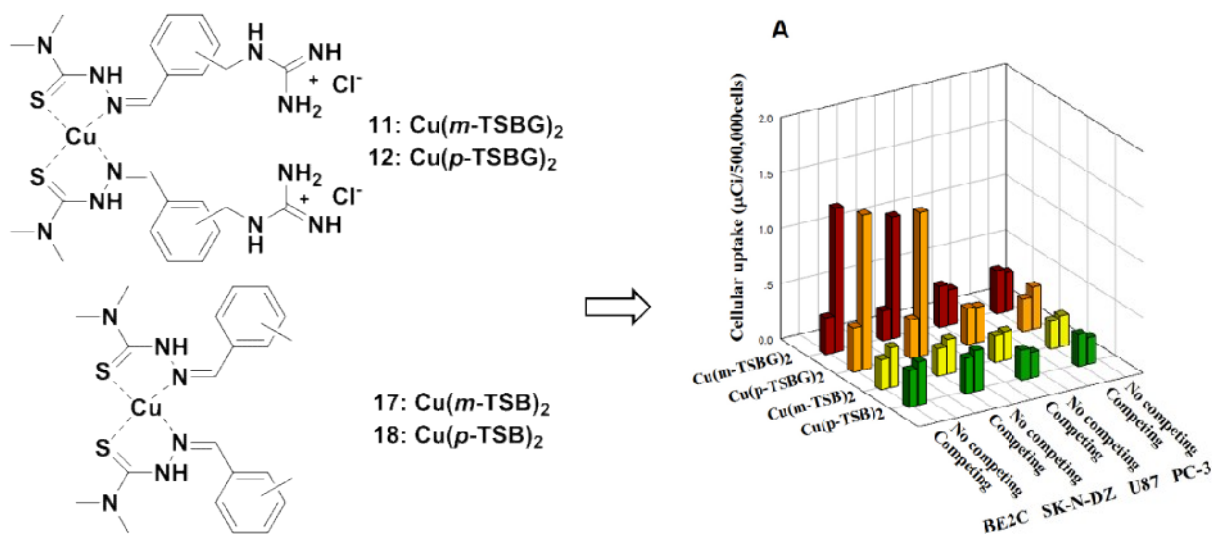 N
NH
S
N
H
N
NH
+
Cl⁻
NH₂
Cu
11: Cu(m-TSBG)₂
12: Cu(p-TSBG)₂
S
N
NH
N
NH₂
+
Cl⁻
N
H
NH
N
NH
S
N
Cu
17: Cu(m-TSB)₂
18: Cu(p-TSB)₂
S
N
NH
N
A
Cellular uptake (μCi/500,000cells)
2.0
1.5
1.0
.5
0.0
Cu(m-TSBG)2
Cu(p-TSBG)2
Cu(m-TSB)2
Cu(p-TSB)2
No competing
Competing
No competing
Competing
No competing
Competing
No competing
Competing
BE2C SK-N-DZ U87 PC-3